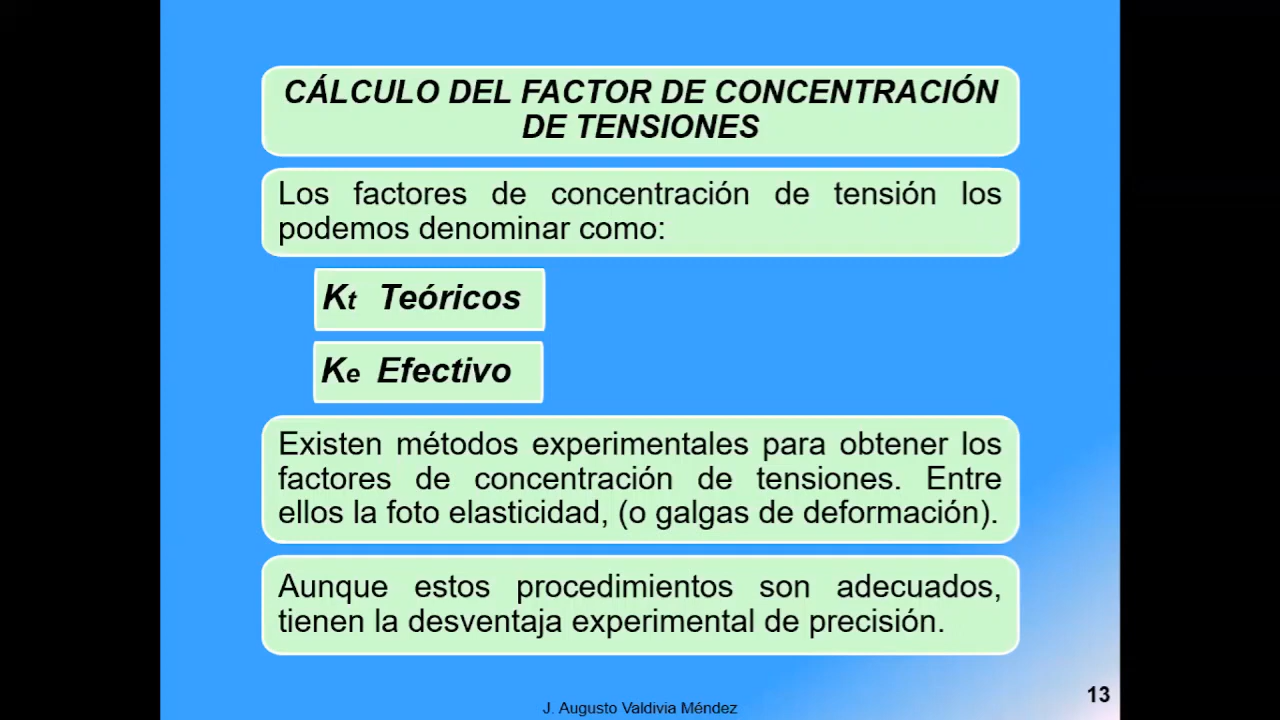 CÁLCULO DEL FACTOR DE CONCENTRACIÓN
DE TENSIONES
Los factores de concentración de tensión los
podemos denominar como:
Kt Teóricos
Ke Efectivo
Existen métodos experimentales para obtener los
factores de concentración de tensiones. Entre
ellos la foto elasticidad, (o galgas de deformación).
Aunque estos procedimientos son adecuados,
tienen la desventaja experimental de precisión.
J. Augusto Valdivia Méndez
13